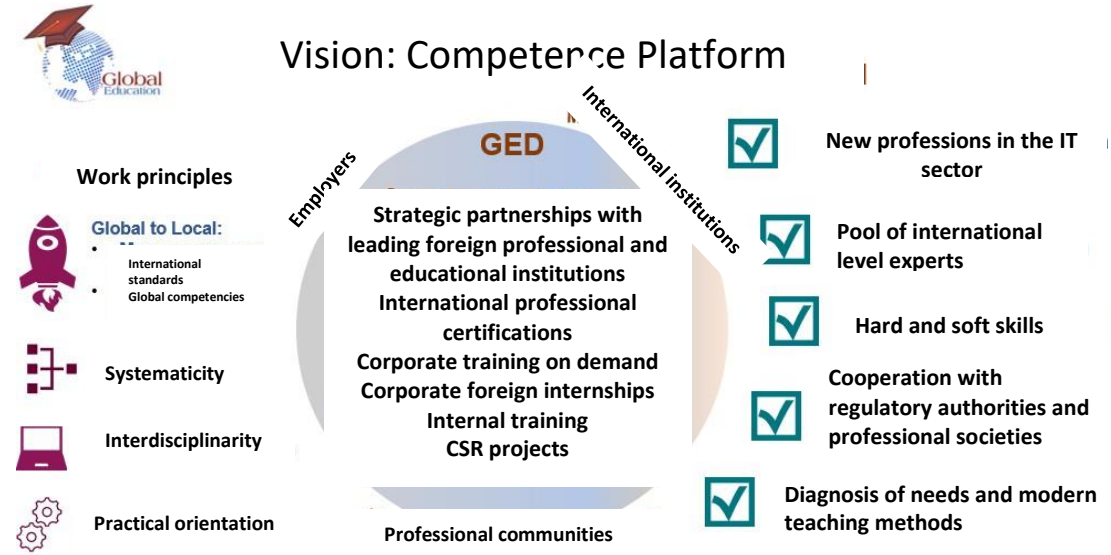 Global
Education
Vision: Competence Platform
Work principles
Global to Local:
International
standards
Global competencies
Systematicity
Interdisciplinarity
Practical orientation
Employers
GED
International institutions
Strategic partnerships with
leading foreign professional and
educational institutions
International professional
certifications
Corporate training on demand
Corporate foreign internships
Internal training
CSR projects
Professional communities
New professions in the IT
sector
Pool of international
level experts
Hard and soft skills
Cooperation with
regulatory authorities and
professional societies
Diagnosis of needs and modern
teaching methods